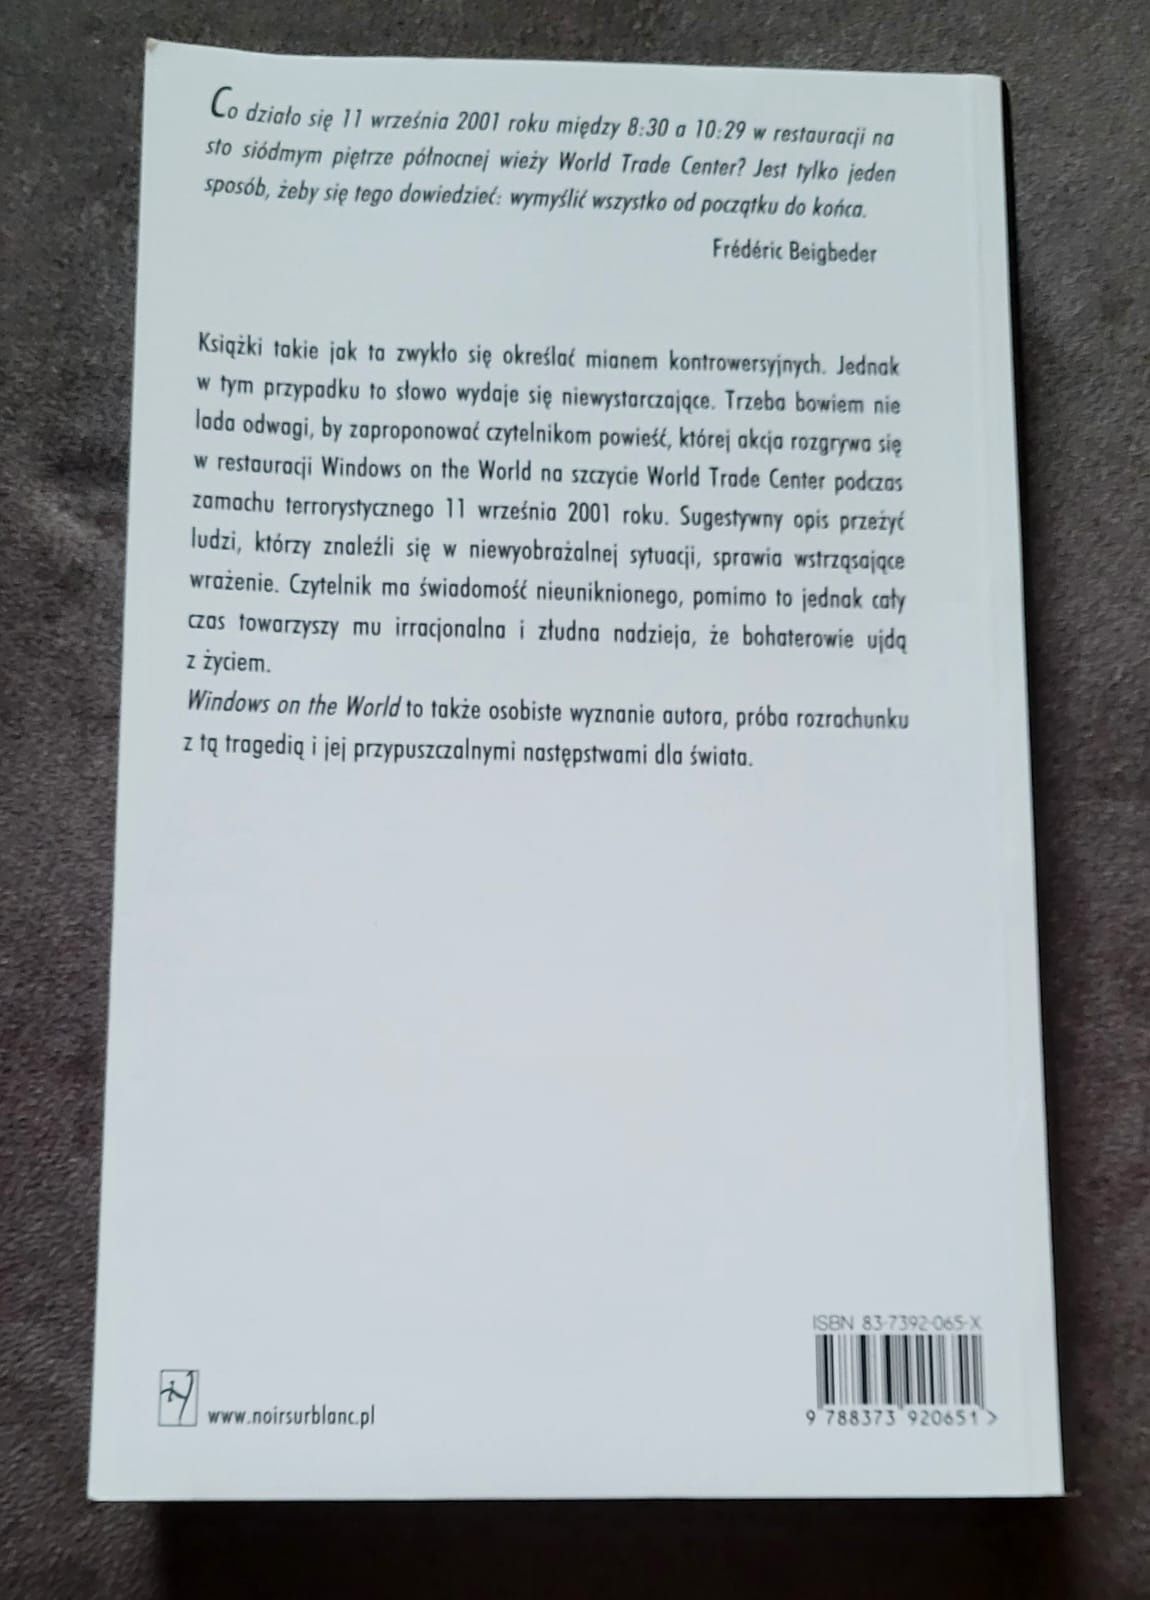 Co działo się 11 września 2001 roku między 8:30 a 10:29 w restauracji na
sto siódmym piętrze północnej wieży World Trade Center? Jest tylko jeden
sposób, żeby się tego dowiedzieć: wymyślić wszystko od początku do końca.
Frédéric Beigbeder
Książki takie jak ta zwykło się określać mianem kontrowersyjnych. Jednak
w tym przypadku to słowo wydaje się niewystarczające. Trzeba bowiem nie
lada odwagi, by zaproponować czytelnikom powieść, której akcja rozgrywa się
w restauracji Windows on the World na szczycie World Trade Center podczas
zamachu terrorystycznego 11 września 2001 roku. Sugestywny opis przeżyć
ludzi, którzy znaleźli się w niewyobrażalnej sytuacji, sprawia wstrząsające
wrażenie. Czytelnik ma świadomość nieuniknionego, pomimo to jednak cały
czas towarzyszy mu irracjonalna i złudna nadzieja, że bohaterowie ujdą
z życiem.
Windows on the World to także osobiste wyznanie autora, próba rozrachunku
z tą tragedią i jej przypuszczalnymi następstwami dla świata.
ISBN 83-7392-065-X
9 788373 920651 >
www.noirsurblanc.pl